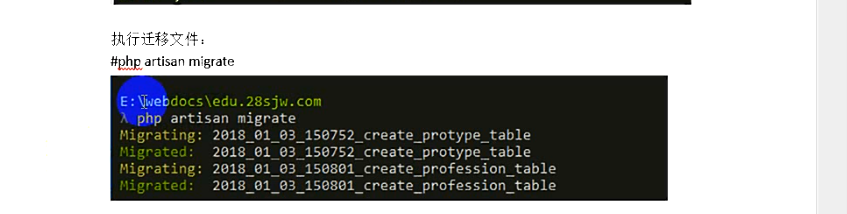 执行迁移文件：
#php artisan migrate
E:\webdocs\edu.28sjw.com
λ php artisan migrate
Migrating: 2018_01_03_150752_create_protype_table
Migrated:  2018_01_03_150752_create_protype_table
Migrating: 2018_01_03_150801_create_profession_table
Migrated:  2018_01_03_150801_create_profession_table